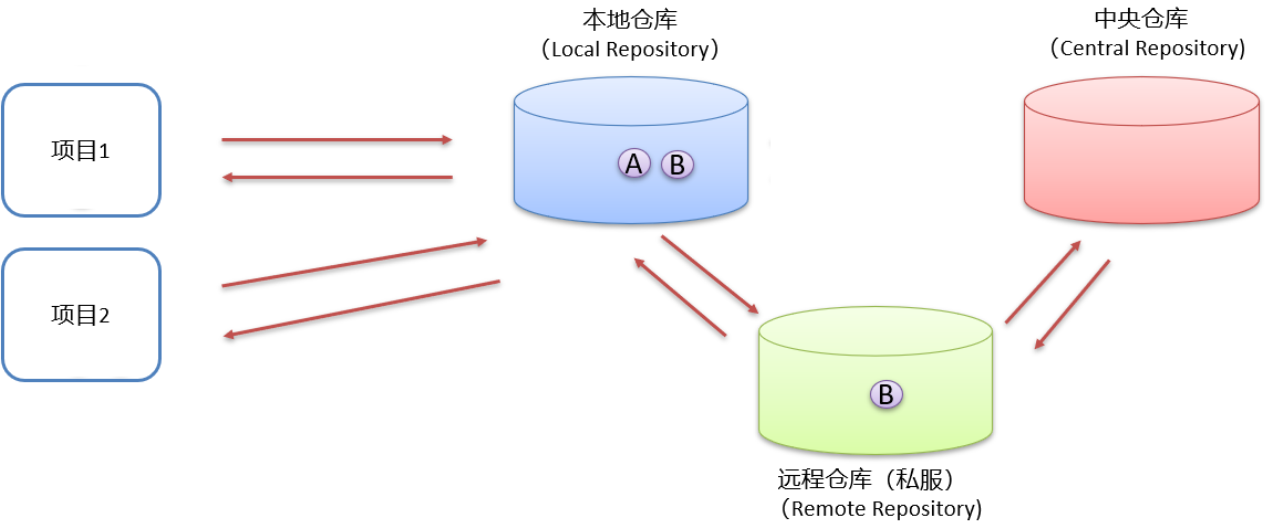 本地仓库
（Local Repository）
中央仓库
（Central Repository)
项目1
A
B
项目2
B
远程仓库（私服）
（Remote Repository)